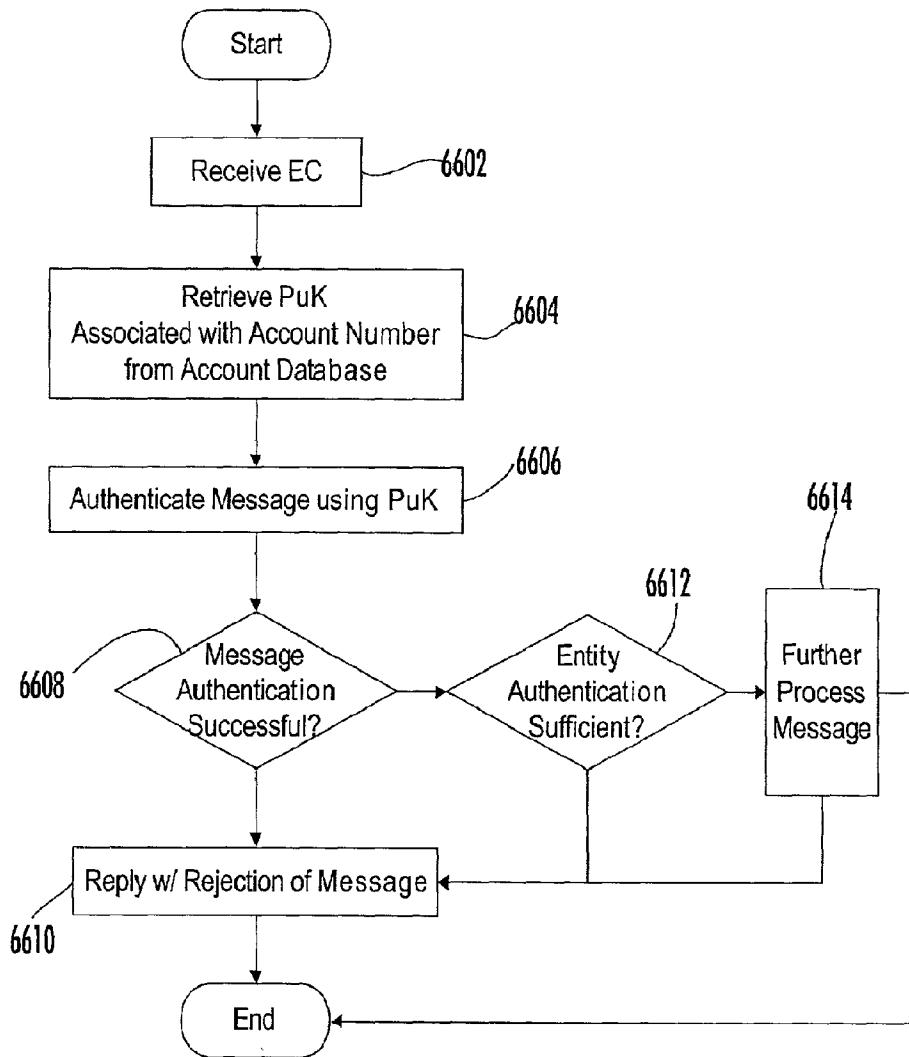 Start
Receive EC
6602
Retrieve PuK
Associated with Account Number
from Account Database
6604
Authenticate Message using PuK
6606
Message
Authentication
Successful?
6608
Entity
Authentication
Sufficient?
6612
Further
Process
Message
6614
Reply w/ Rejection of Message
6610
End